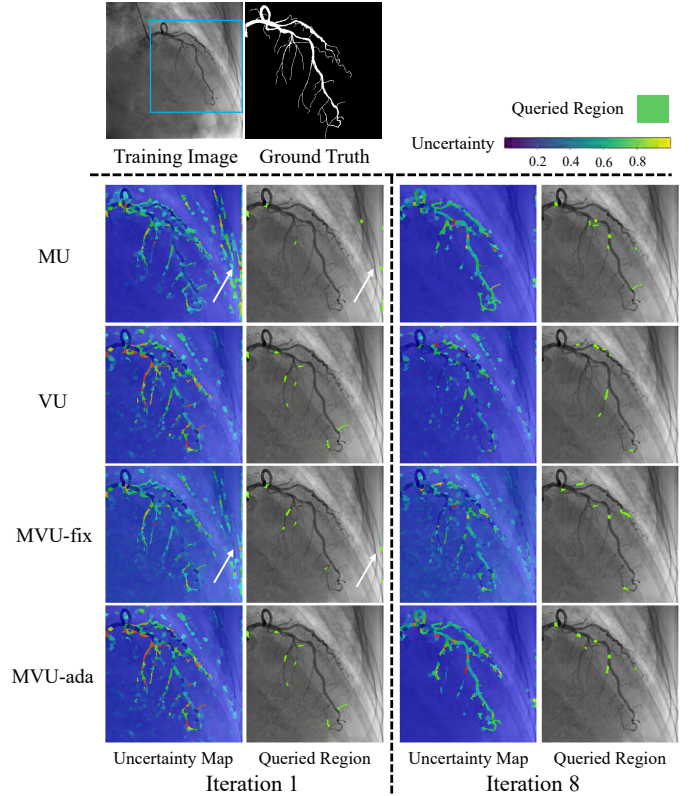 Queried Region
Uncertainty
0.2 0.4 0.6 0.8
Training Image Ground Truth
MU
VU
MVU-fix
MVU-ada
Uncertainty Map Queried Region Uncertainty Map Queried Region
Iteration 1 Iteration 8